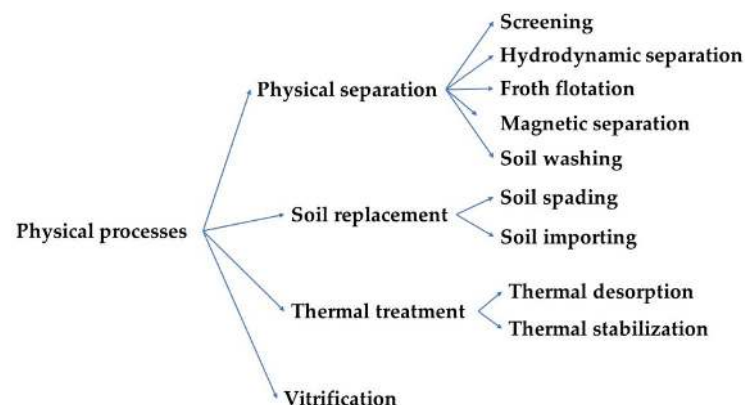 Screening
Hydrodynamic separation
Physical separation
Froth flotation
Magnetic separation
Soil washing
Soil spading
Soil replacement
Soil importing
Physical processes
Thermal desorption
Thermal treatment
Thermal stabilization
Vitrification